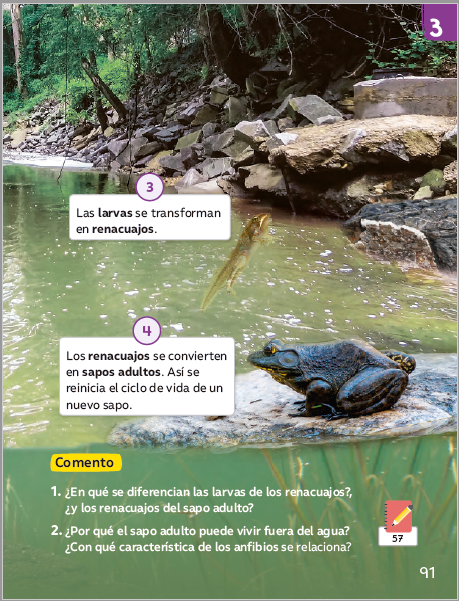 3
3
Las larvas se transforman
en renacuajos.
4
Los renacuajos se convierten
en sapos adultos. Así se
reinicia el ciclo de vida de un
nuevo sapo.
Comento
1. ¿En qué se diferencian las larvas de los renacuajos?,
¿y los renacuajos del sapo adulto?
2. ¿Por qué el sapo adulto puede vivir fuera del agua?
¿Con qué característica de los anfibios se relaciona?
57
91